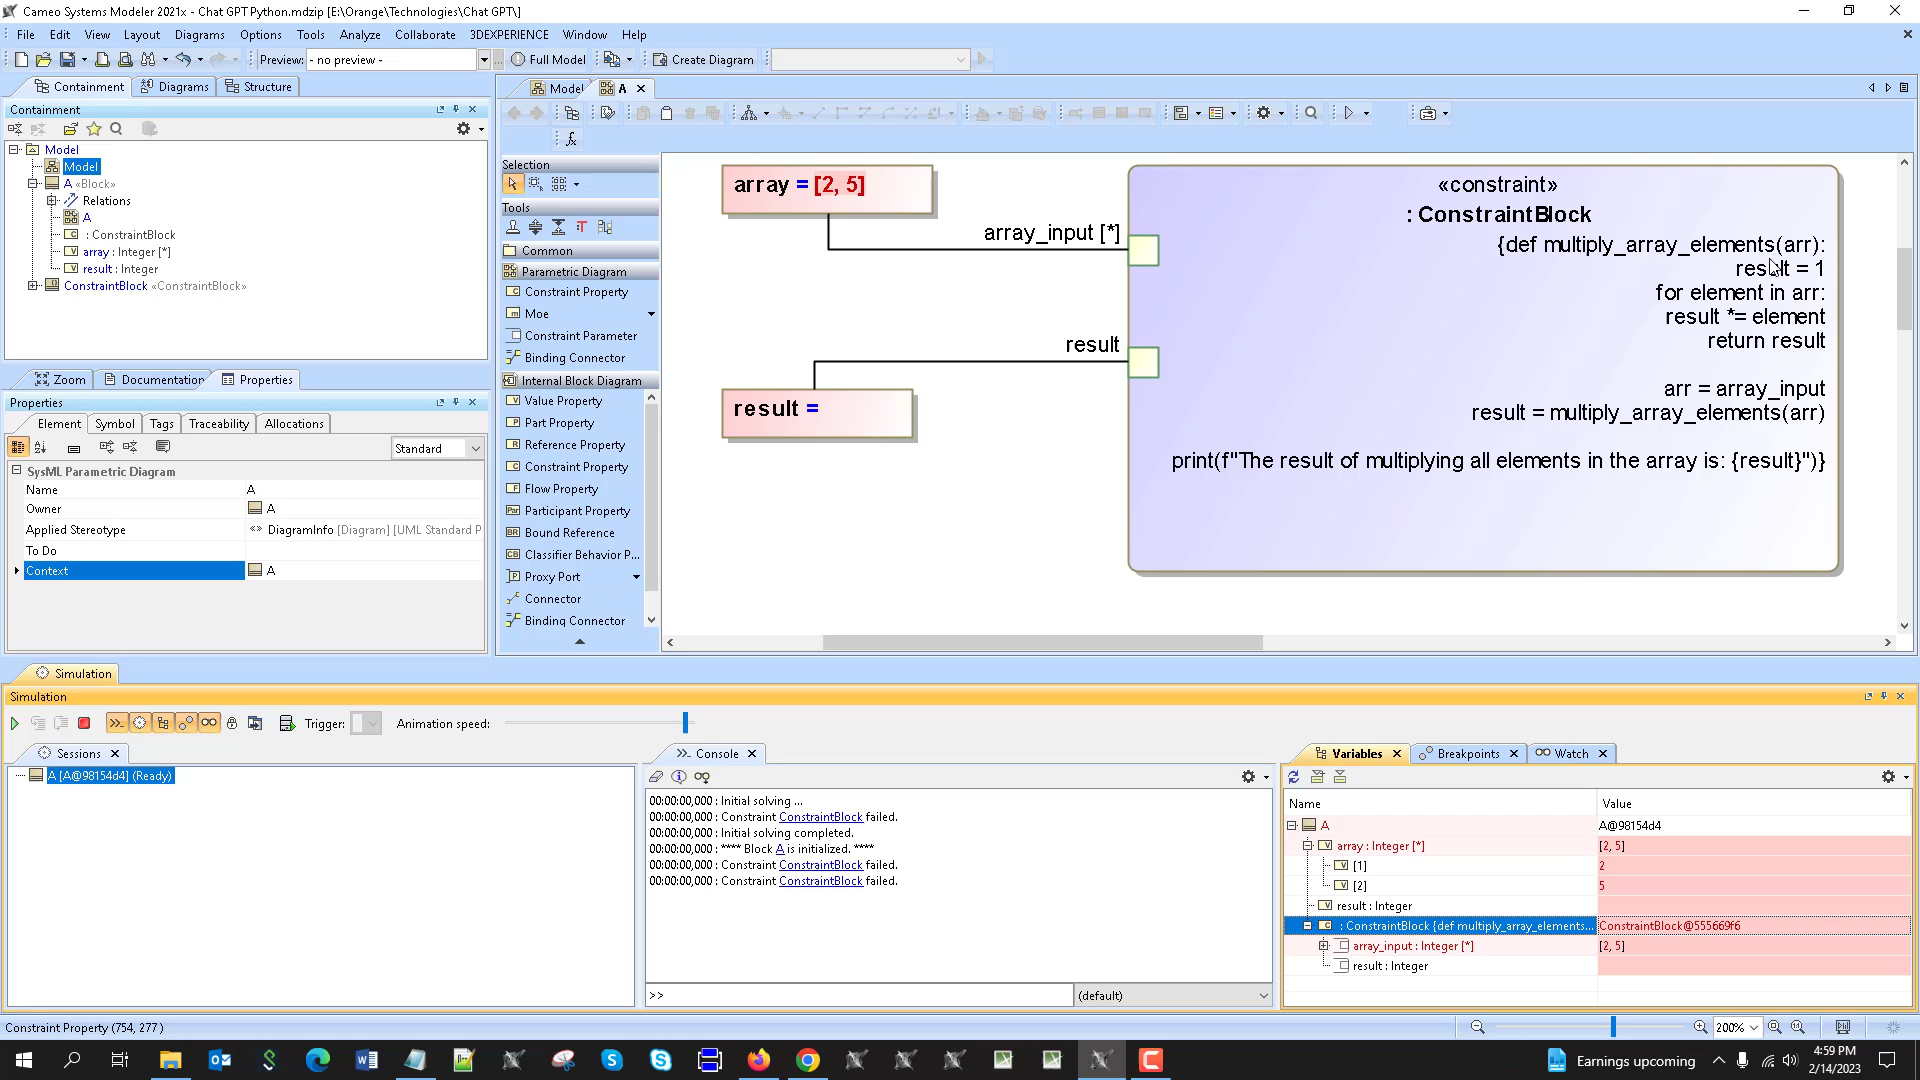 Cameo Systems Modeler 2021x - Chat GPT Python.mdzip [E:\Orange\Technologies\Chat GPT\]
File Edit View Layout Diagrams Options Tools Analyze Collaborate 3DEXPERIENCE Window Help
Preview: - no preview - ... Full Model Create Diagram
Containment Diagrams Structure
Containment
Model
Model
A «Block»
Relations
A
: ConstraintBlock
array : Integer [*]
result : Integer
ConstraintBlock «ConstraintBlock»
Zoom Documentation Properties
Properties
Element Symbol Tags Traceability Allocations
Standard
SysML Parametric Diagram
Name A
Owner A
Applied Stereotype «» DiagramInfo [Diagram] [UML Standard P
To Do
Context A
Model A
Selection
Tools
Common
Parametric Diagram
Constraint Property
Moe
Constraint Parameter
Binding Connector
Internal Block Diagram
Value Property
Part Property
Reference Property
Constraint Property
Flow Property
Participant Property
Bound Reference
Classifier Behavior P...
Proxy Port
Connector
Binding Connector
array = [2, 5]
array_input [*]
result
result =
«constraint»
: ConstraintBlock
{def multiply_array_elements(arr):
result = 1
for element in arr:
result *= element
return result
arr = array_input
result = multiply_array_elements(arr)
print(f"The result of multiplying all elements in the array is: {result}")}
Simulation
Simulation
Trigger: Animation speed:
Sessions
A [A@98154d4] (Ready)
Console
00:00:00,000 : Initial solving ...
00:00:00,000 : Constraint ConstraintBlock failed.
00:00:00,000 : Initial solving completed.
00:00:00,000 : **** Block A is initialized. ****
00:00:00,000 : Constraint ConstraintBlock failed.
00:00:00,000 : Constraint ConstraintBlock failed.
>> (default)
Variables Breakpoints Watch
Name Value
A A@98154d4
array : Integer [*] [2, 5]
[1] 2
[2] 5
result : Integer
: ConstraintBlock {def multiply_array_elements... ConstraintBlock@555669f6
array_input : Integer [*] [2, 5]
result : Integer
Constraint Property (754, 277 )
200%
Earnings upcoming
4:59 PM
2/14/2023